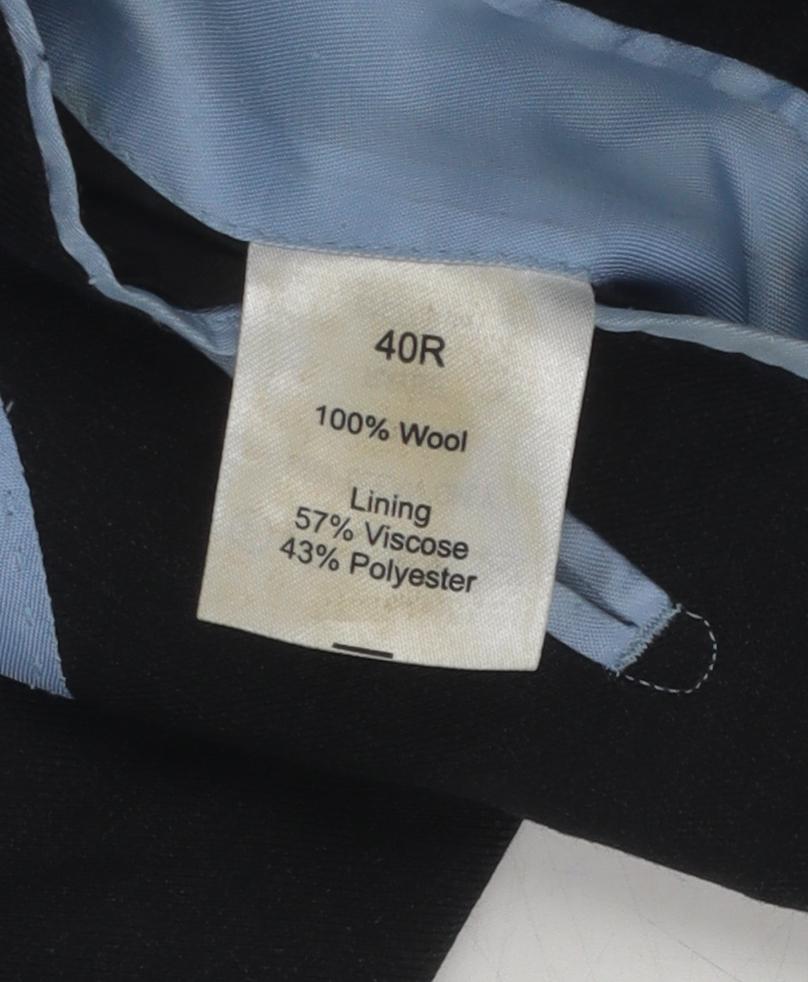 40R
100% Wool
Lining
57% Viscose
43% Polyester